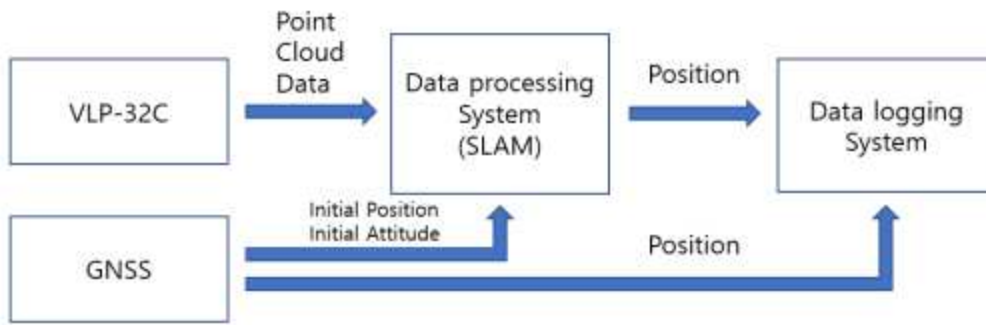 Point
Cloud
Data
VLP-32C
Data processing
System
(SLAM)
Position
Data logging
System
Initial Position
Initial Attitude
GNSS
Position